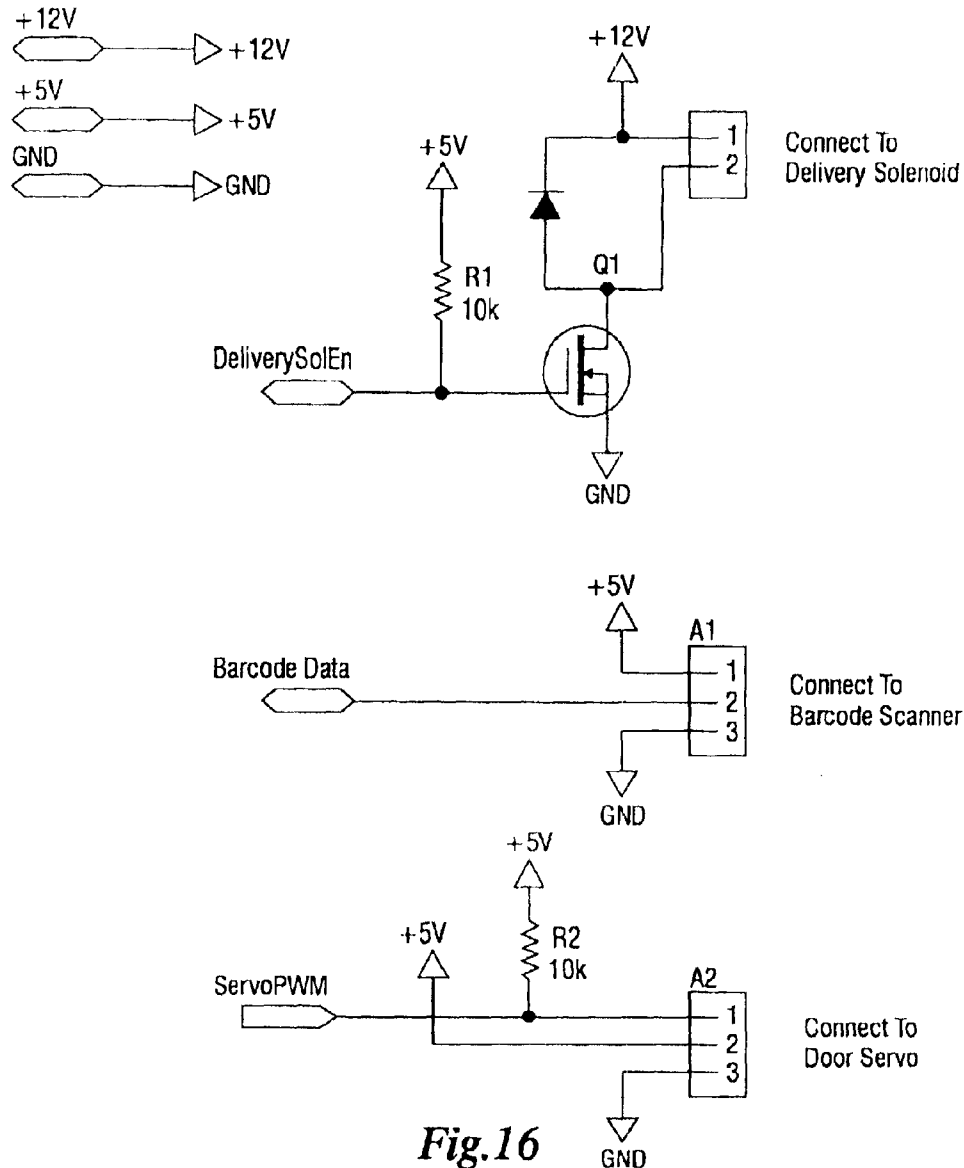 +12V
+12V
+5V
+5V
GND
GND
+12V
1
2
Connect To
Delivery Solenoid
+5V
R1
10k
Q1
DeliverySolEn
GND
+5V
A1
Barcode Data
1
2
3
Connect To
Barcode Scanner
GND
+5V
R2
10k
+5V
ServoPWM
A2
1
2
3
Connect To
Door Servo
GND
Fig.16